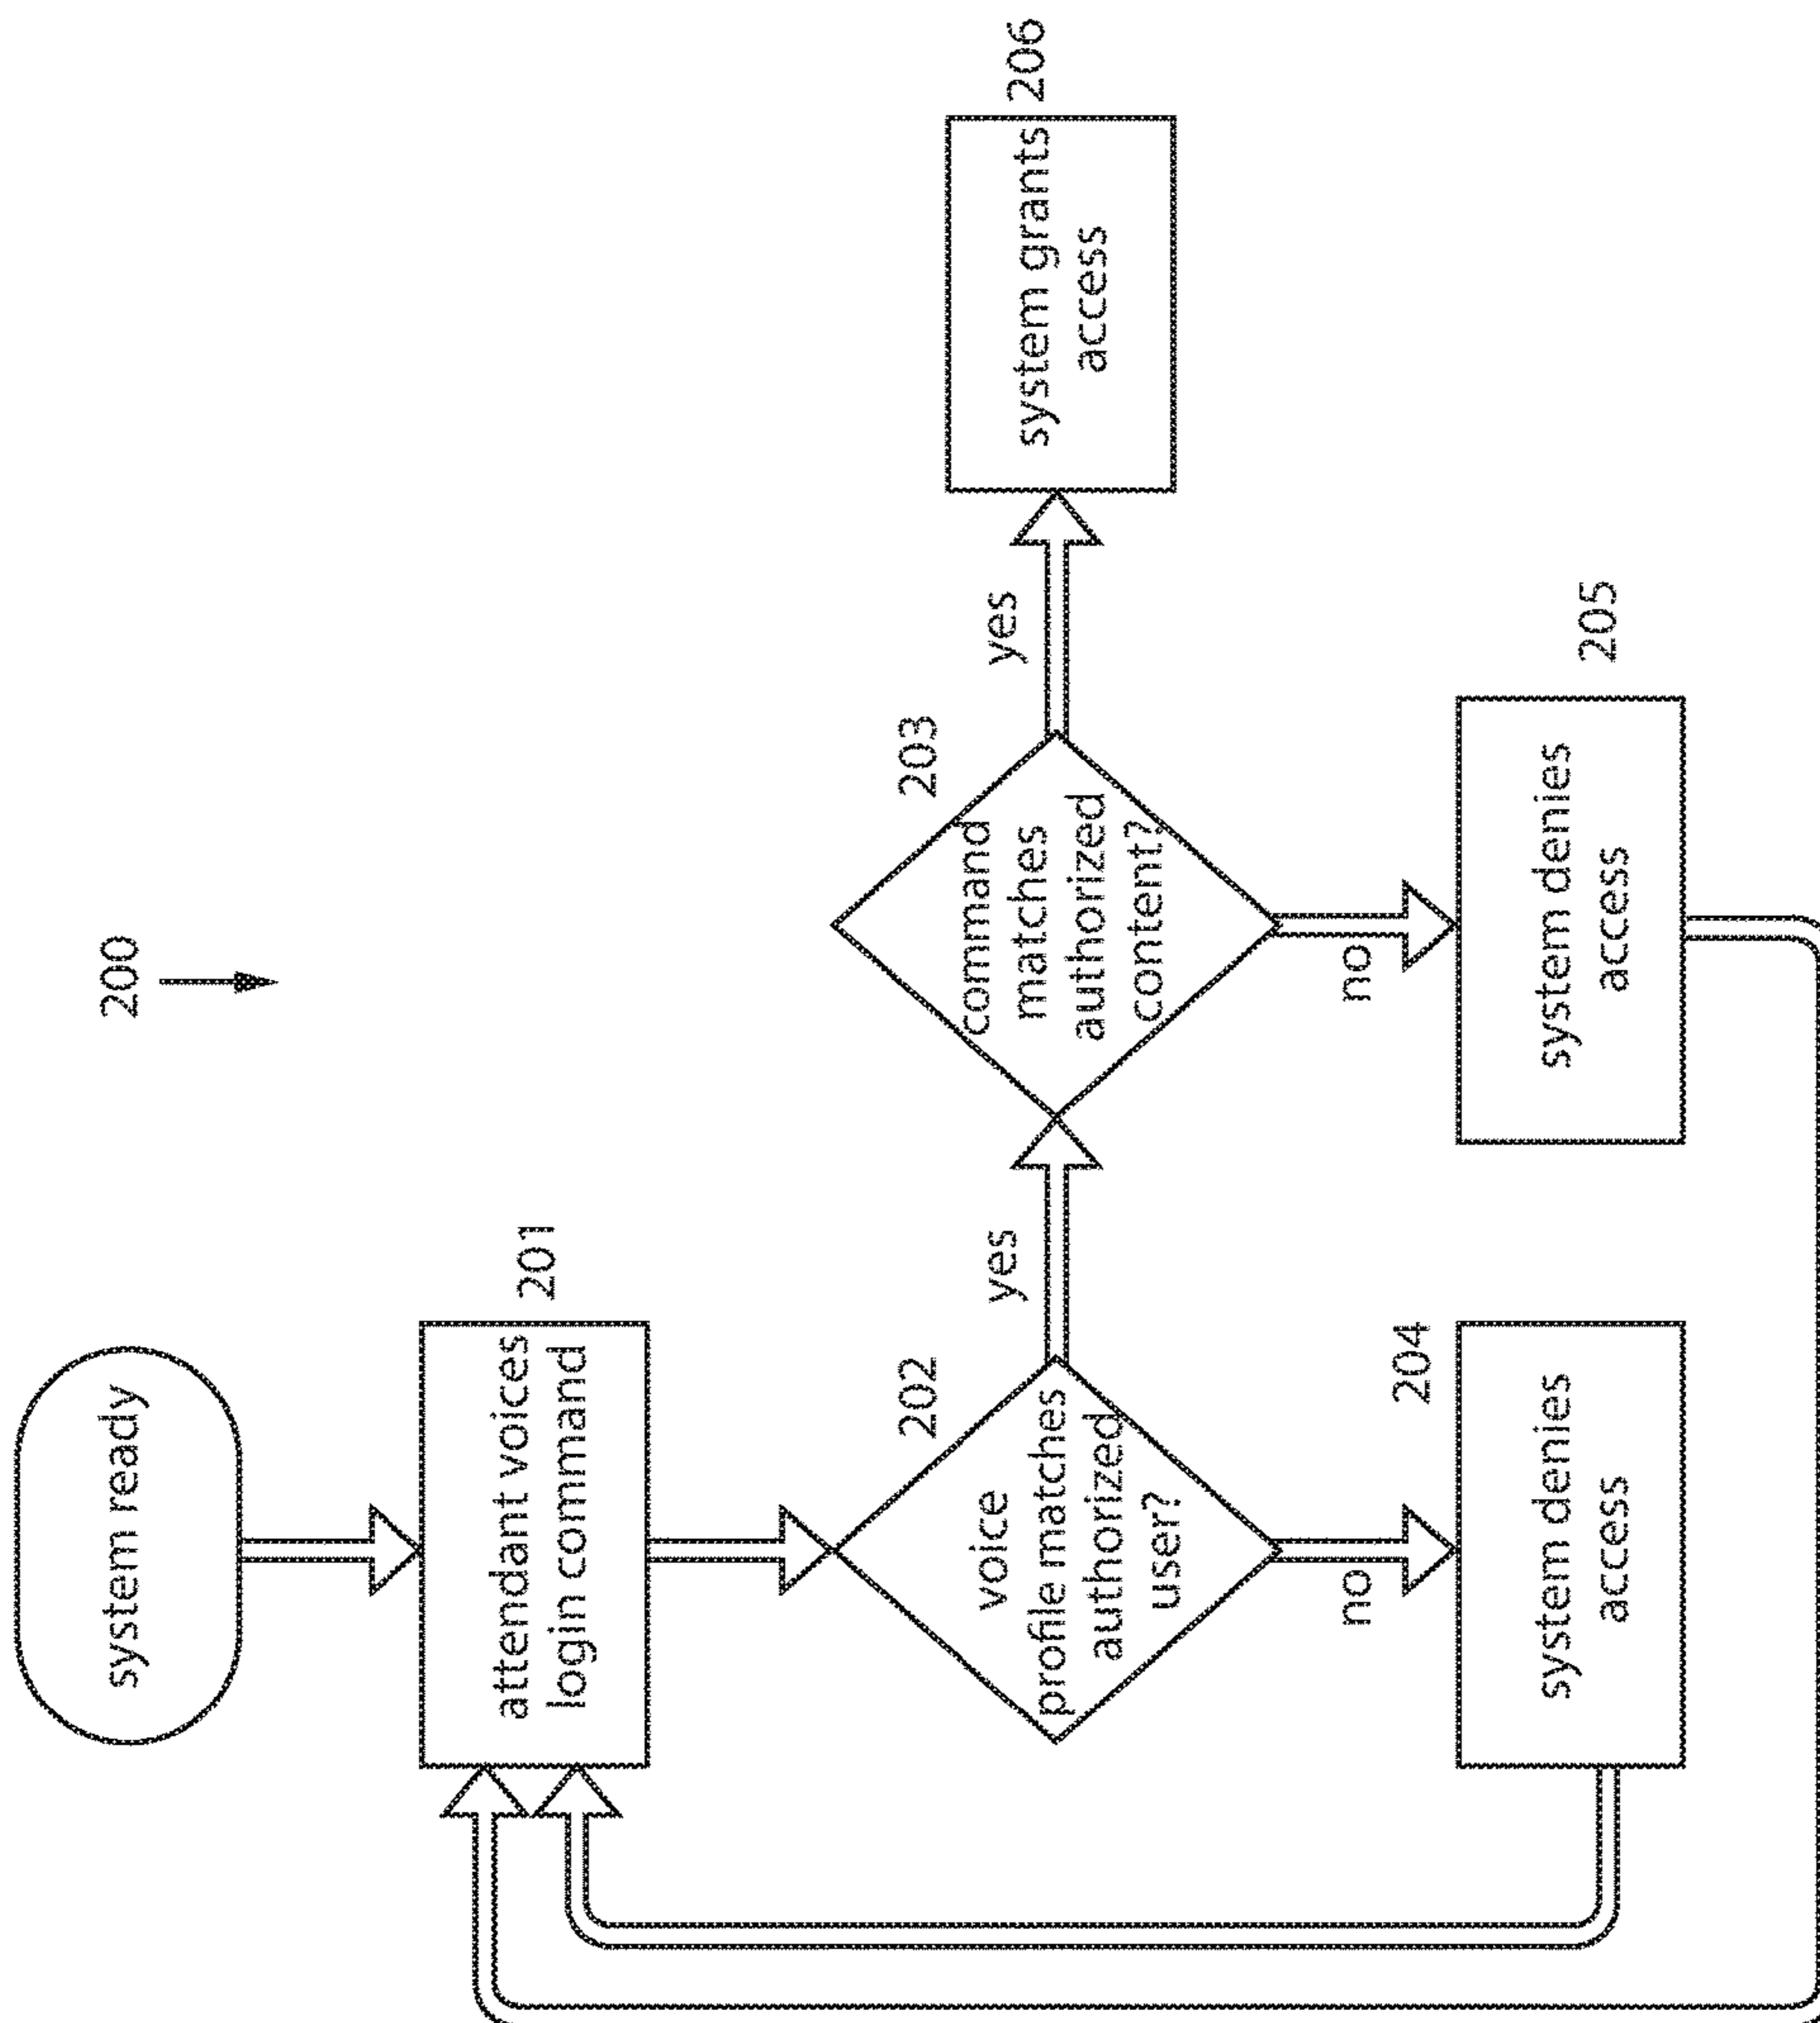 200
system ready
attendant voices
login command
201
voice
profile matches
authorized
user?
202
yes
command
matches
authorized
content?
203
yes
system grants
access
206
no
system denies
access
204
no
system denies
access
205